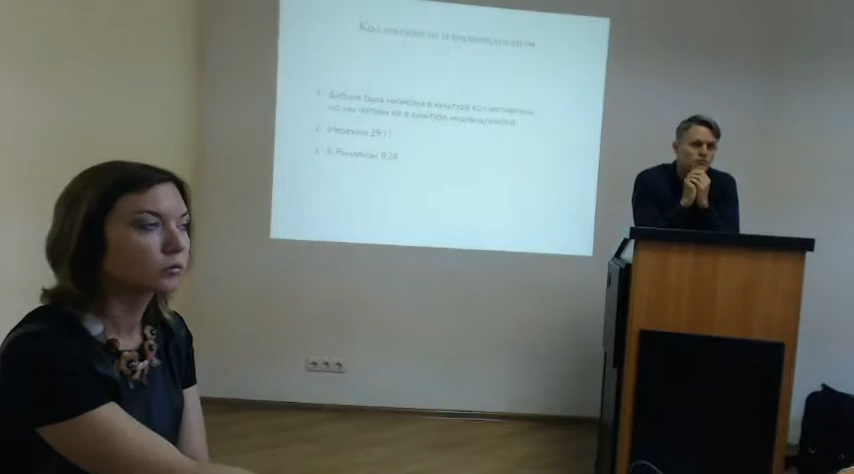 Коллективизм и индивидуализм
1. Библия была написана в культуре коллективизма,
но мы читаем ее в культуре индивидуализма
2. Иеремия 29:11
3. К Римлянам 8:28